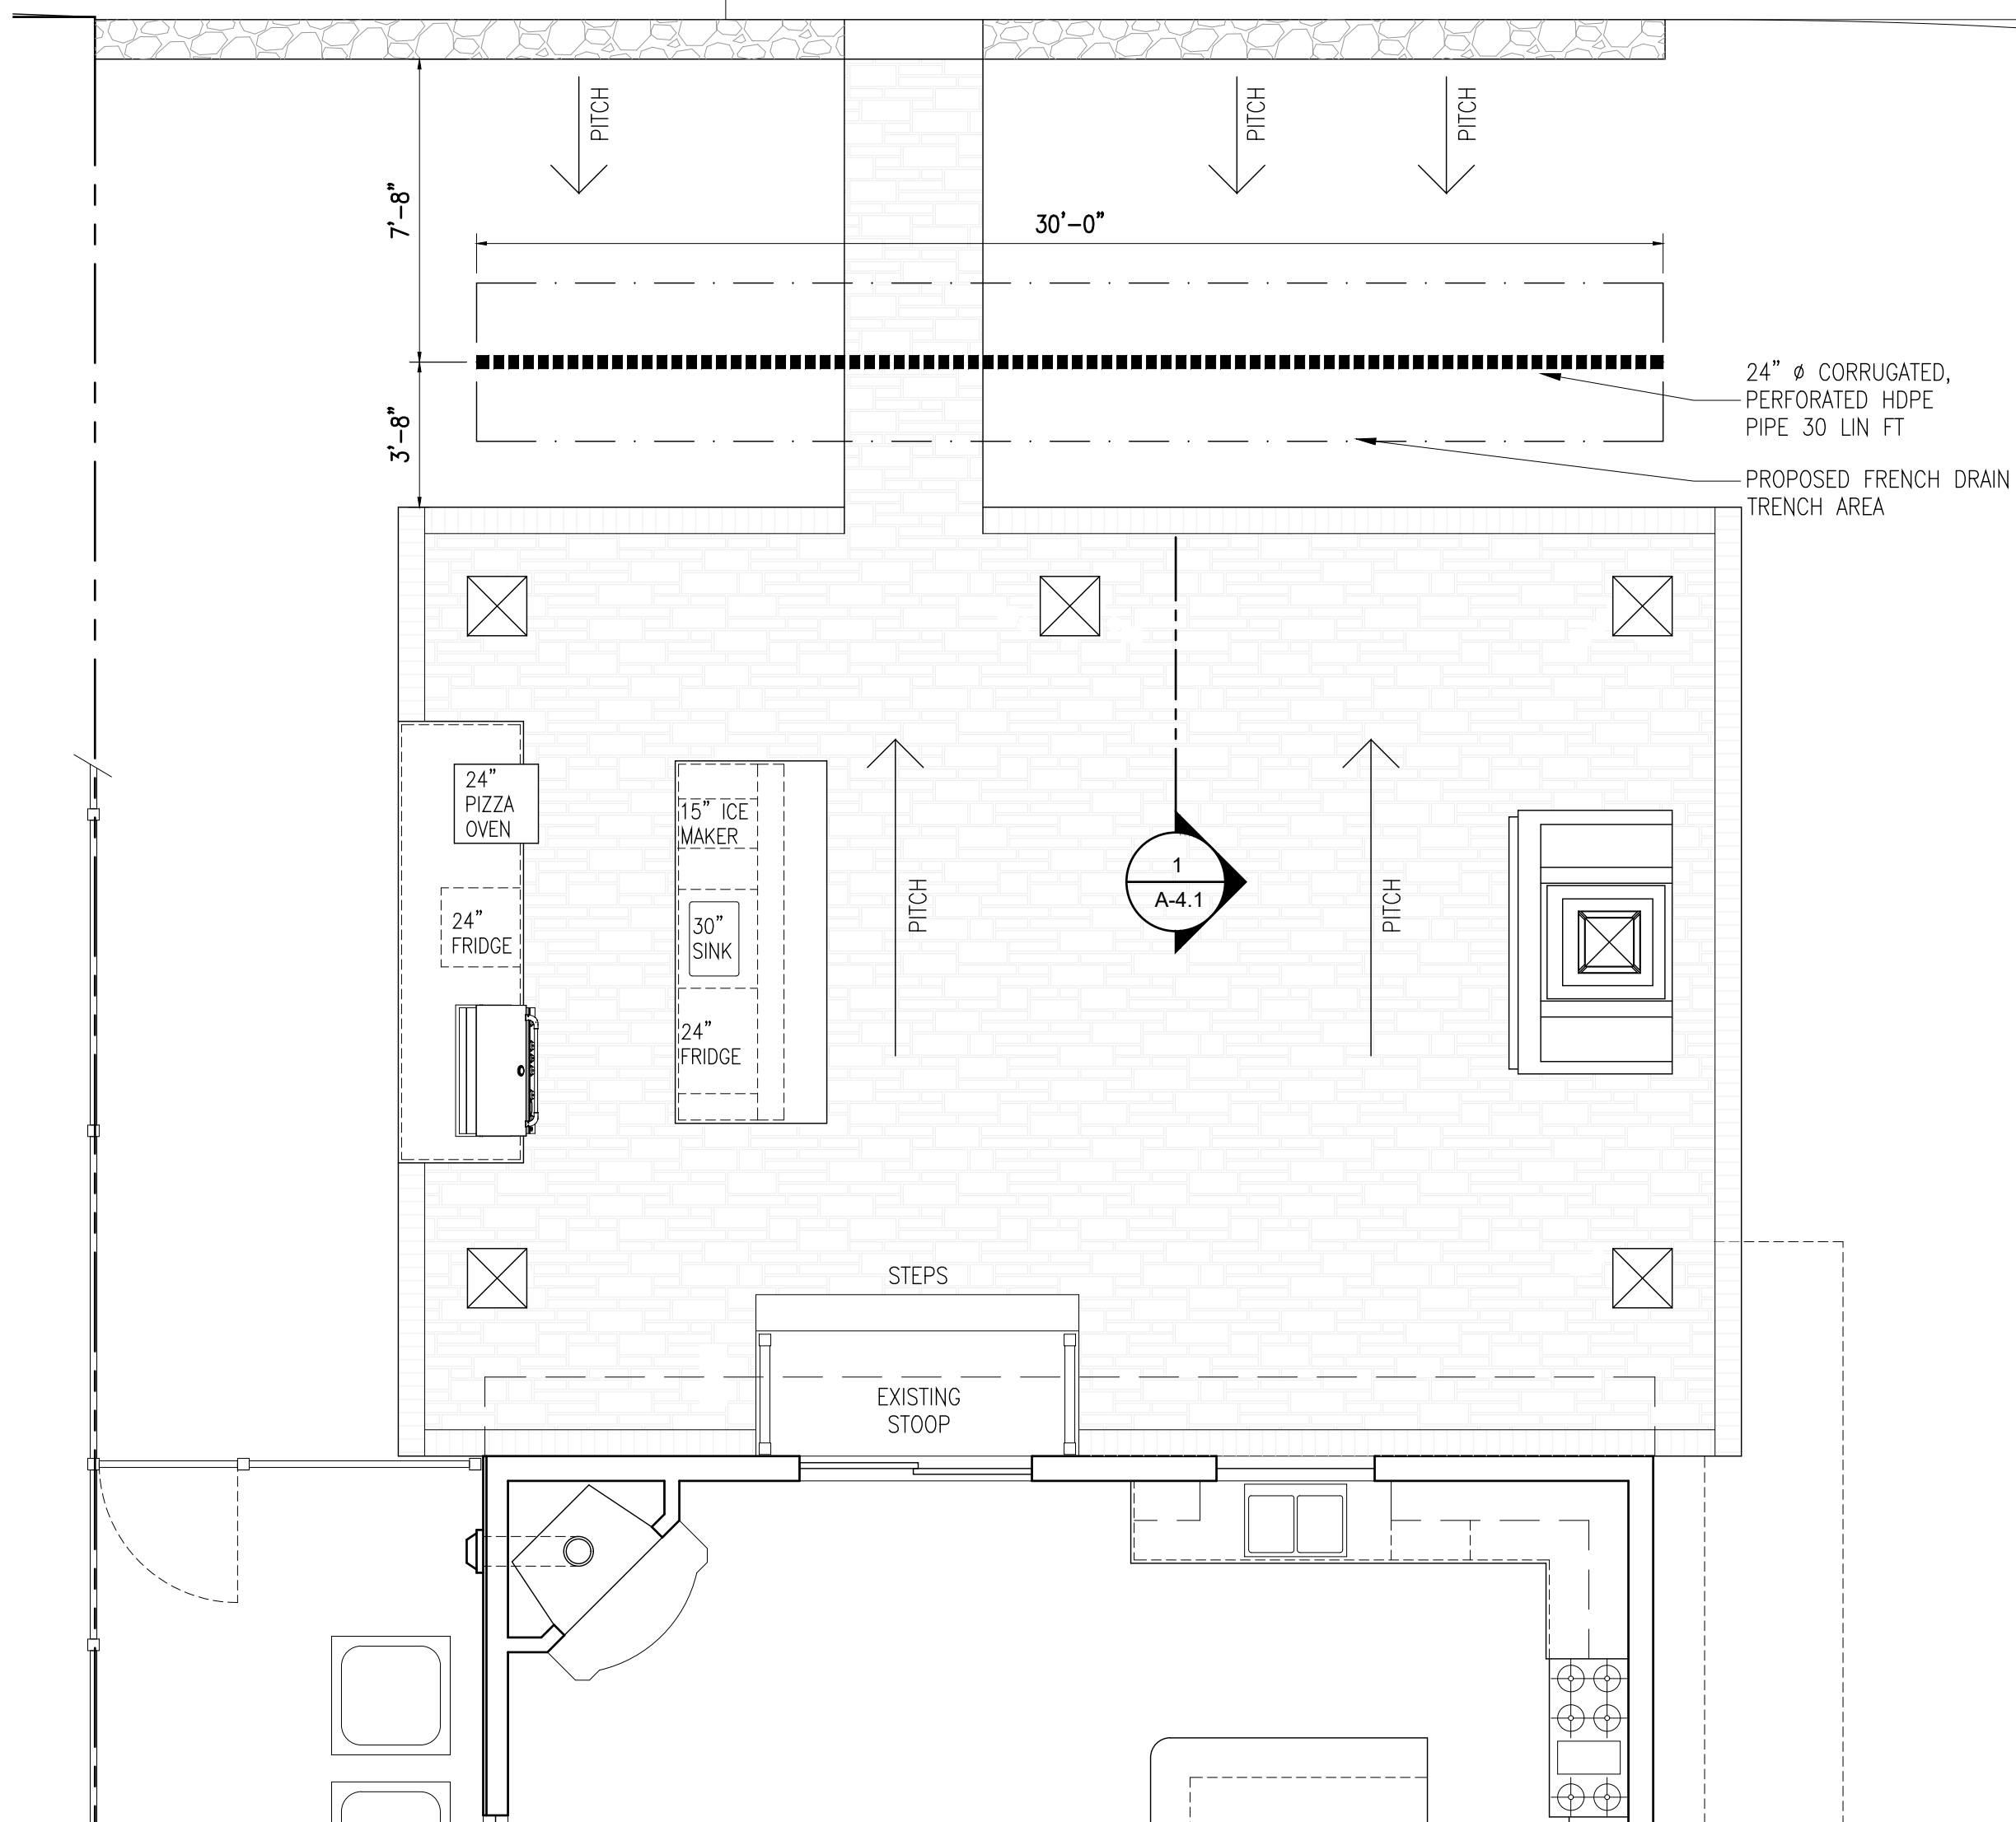 PITCH
PITCH
PITCH
7'-8"
30'-0"
3'-8"
24" ⌀ CORRUGATED,
PERFORATED HDPE
PIPE 30 LIN FT
PROPOSED FRENCH DRAIN
TRENCH AREA
24"
PIZZA
OVEN
15" ICE
MAKER
24"
FRIDGE
30"
SINK
24"
FRIDGE
PITCH
1
A-4.1
PITCH
STEPS
EXISTING
STOOP